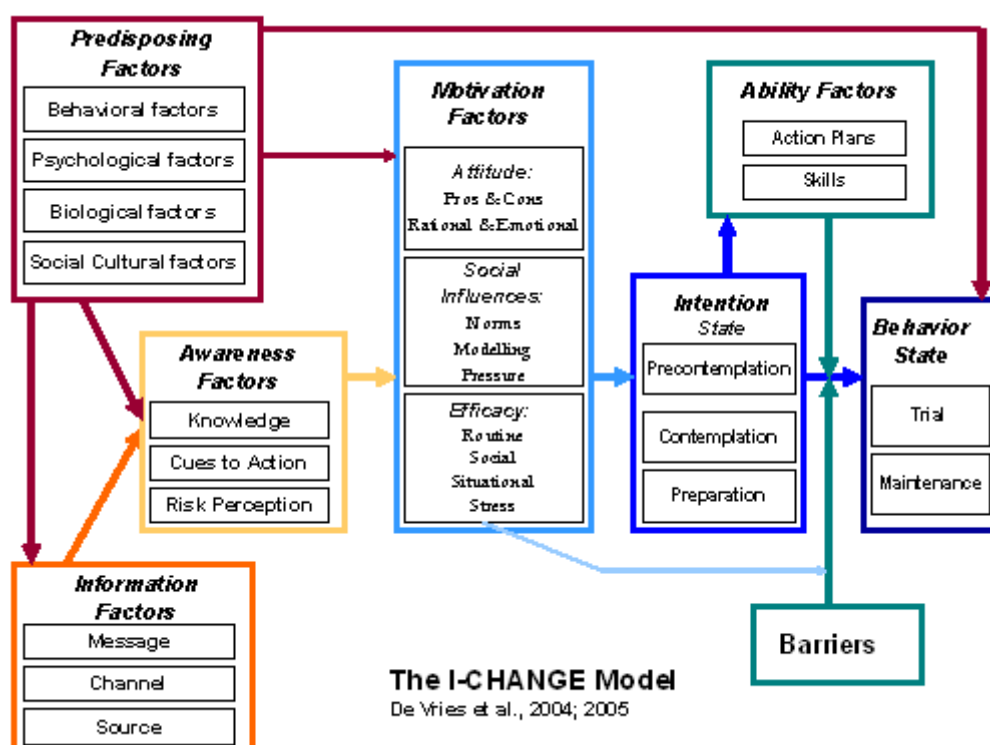 Predisposing
Factors
Behavioral factors
Psychological factors
Biological factors
Social Cultural factors
Awareness
Factors
Knowledge
Cues to Action
Risk Perception
Information
Factors
Message
Channel
Source
Motivation
Factors
Attitude:
Pros & Cons
Rational & Emotional
Social
Influences:
Norms
Modelling
Pressure
Efficacy:
Routine
Social
Situational
Stress
Ability Factors
Action Plans
Skills
Intention
State
Precontemplation
Contemplation
Preparation
Behavior
State
Trial
Maintenance
Barriers
The I-CHANGE Model
De Vries et al., 2004; 2005